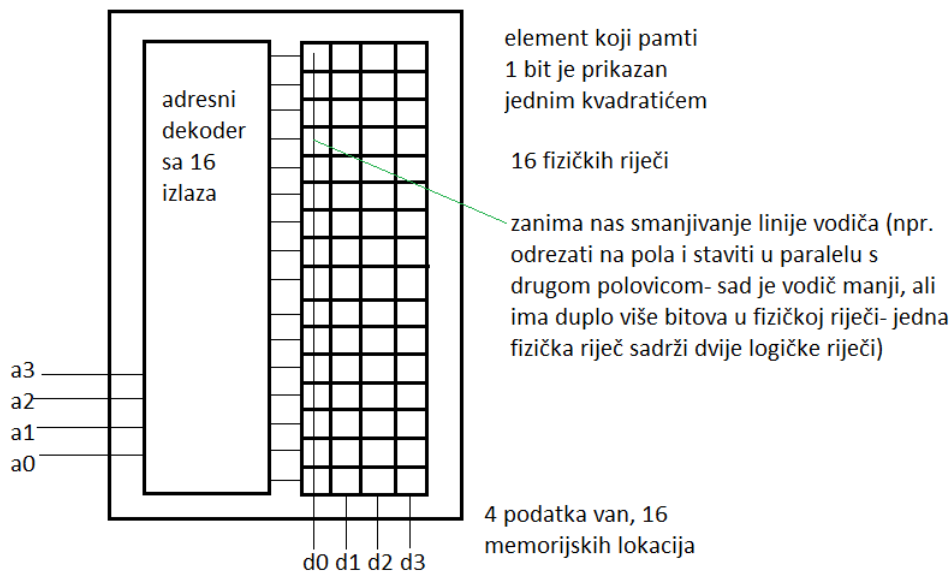 adresni
dekoder
sa 16
izlaza
a3
a2
a1
a0
d0 d1 d2 d3
element koji pamti
1 bit je prikazan
jednim kvadratićem
16 fizičkih riječi
zanima nas smanjivanje linije vodiča (npr.
odrezati na pola i staviti u paralelu s
drugom polovicom- sad je vodič manji, ali
ima duplo više bitova u fizičkoj riječi- jedna
fizička riječ sadrži dvije logičke riječi)
4 podatka van, 16
memorijskih lokacija